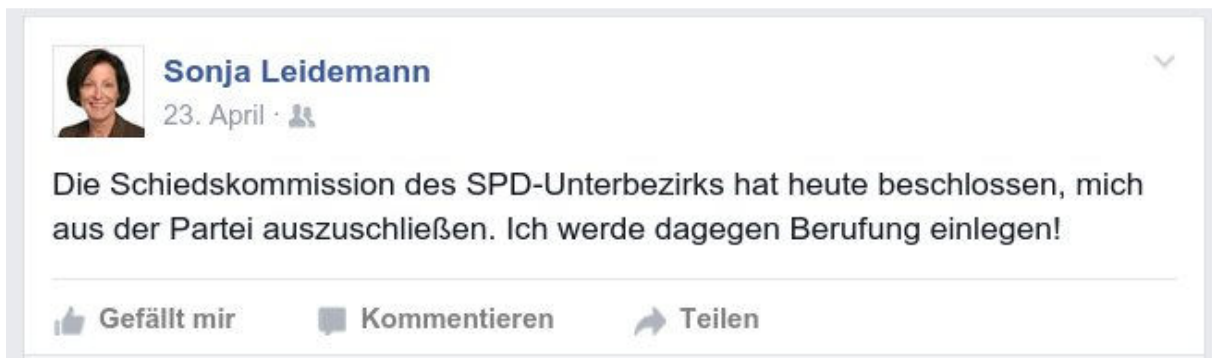 Sonja Leidemann
23. April ·
Die Schiedskommission des SPD-Unterbezirks hat heute beschlossen, mich
aus der Partei auszuschließen. Ich werde dagegen Berufung einlegen!
Gefällt mir Kommentieren Teilen